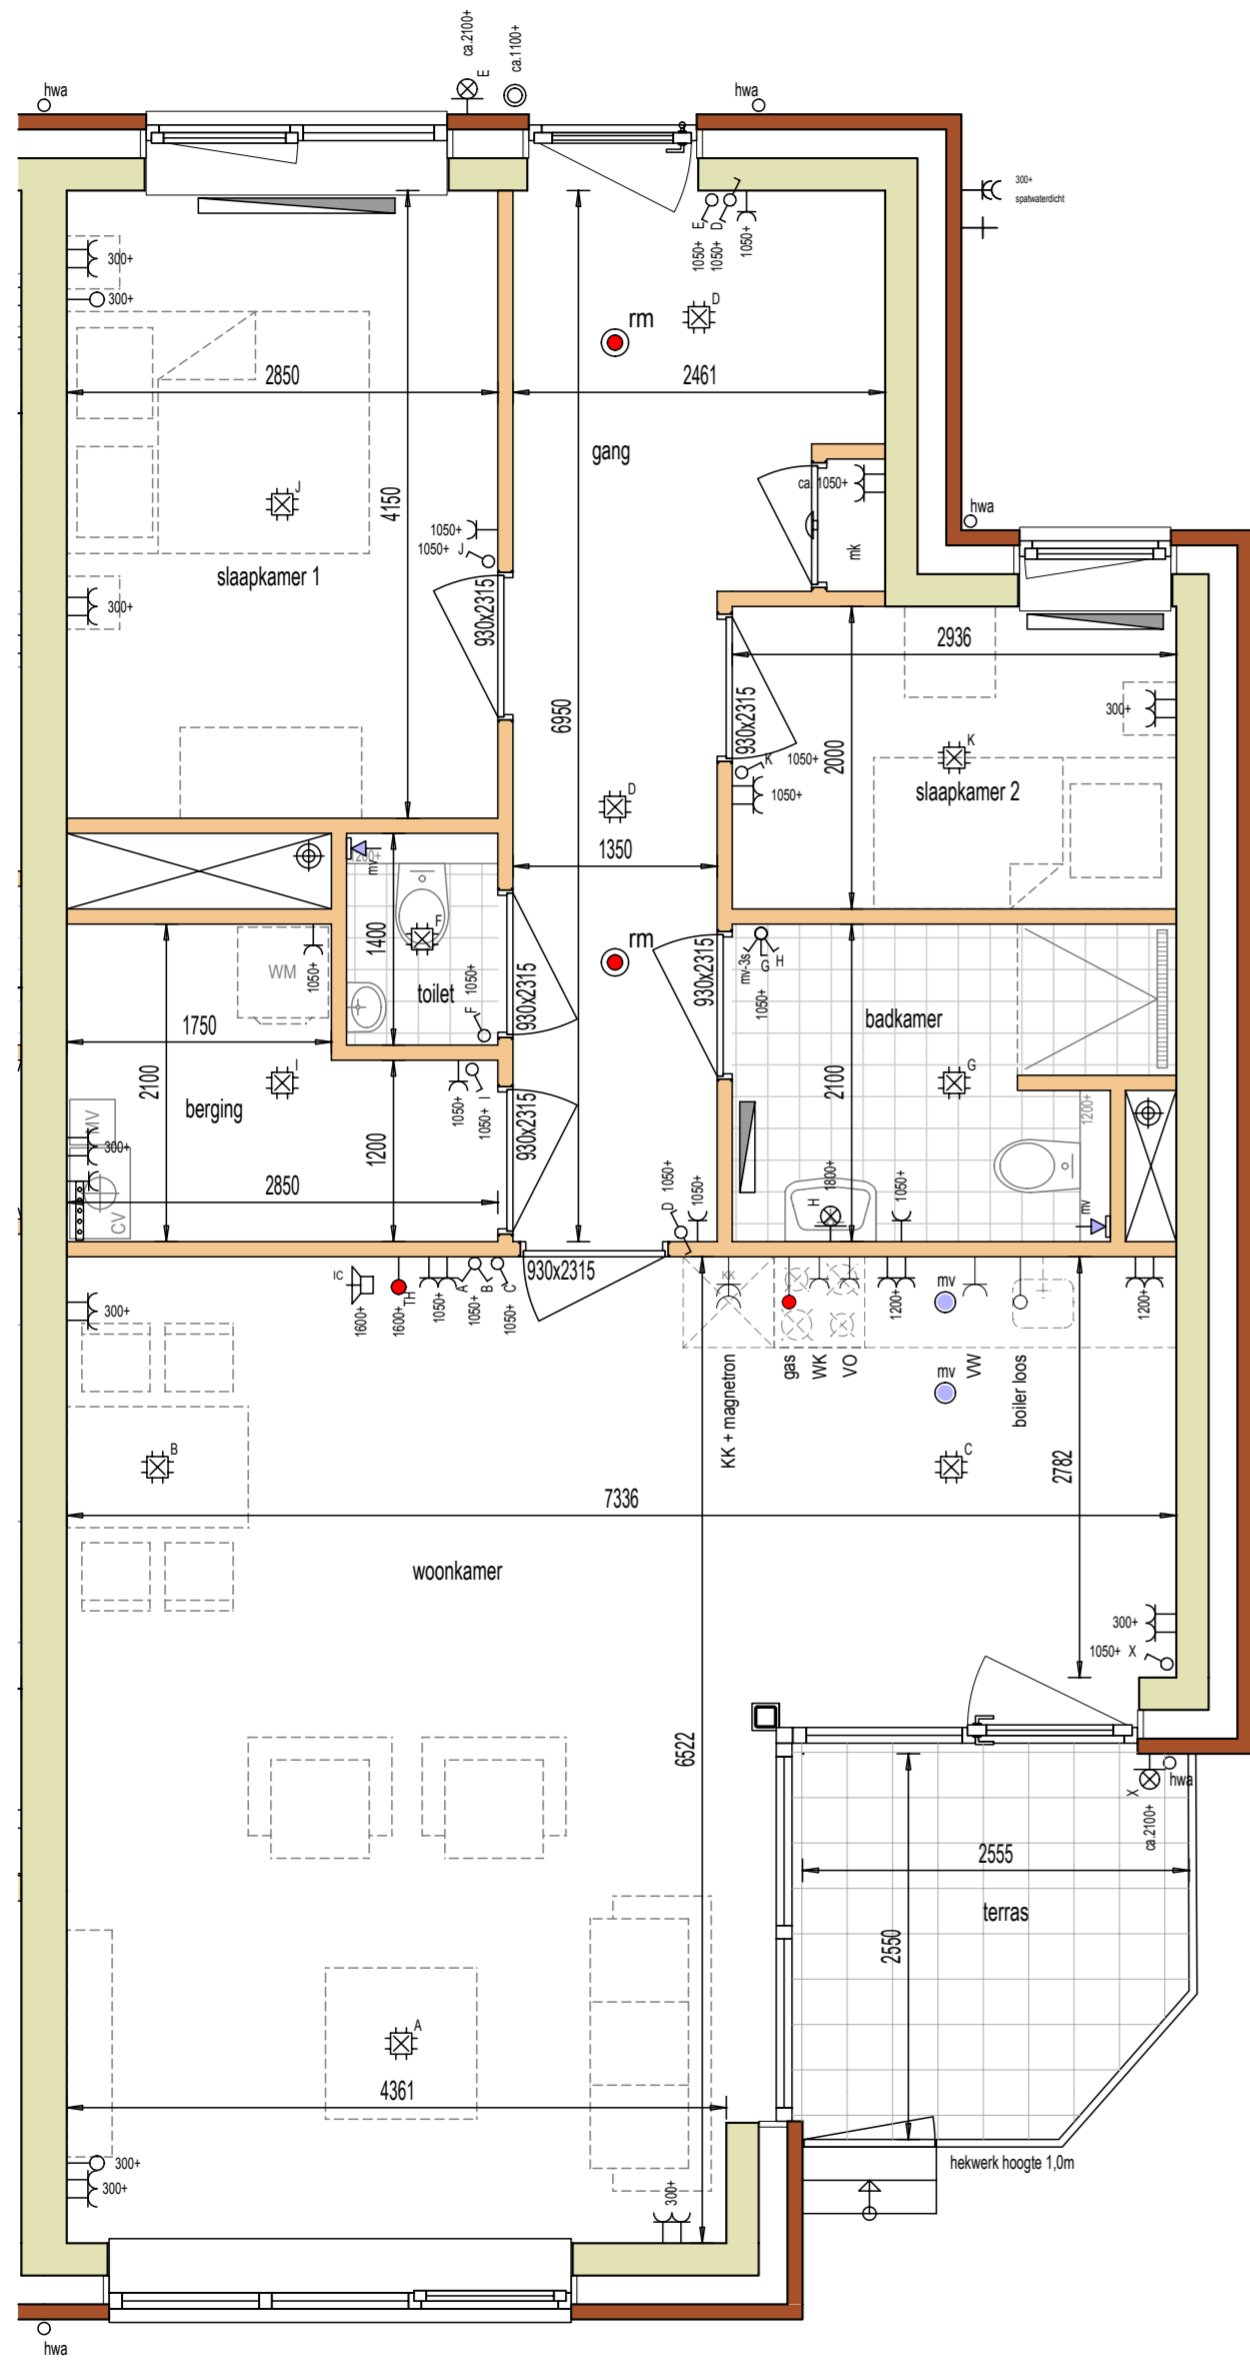 hwa
ca.2100+
E
ca.1100+
hwa
300+
spatwaterdicht
300+
300+
E
D
1050+
1050+
1050+
D
rm
2850
2461
gang
4150
J
ca. 1050+
mk
hwa
1050+
1050+ J
slaapkamer 1
300+
930x2315
6950
2936
300+
930x2315
2000
K
K 1050+
1050+
slaapkamer 2
D
1350
1200+
mv
1400
F
toilet
1050+
F
930x2315
rm
930x2315
mv-3s
G
H
1050+
badkamer
WM
1050+
1750
2100
I
berging
MV
300+
CV
1200
1050+
1050+ I
930x2315
2850
2100
G
1200+
1800+
H
1050+
mv
D 1050+
1050+
930x2315
300+
IC
1600+
1600+
TH
1050+
A
1050+
B
1050+
C
KK
KK + magnetron
gas
WK
VO
1200+
mv
mv
VW
boiler loos
1200+
B
C
2782
7336
woonkamer
300+
1050+ X
6522
X
ca.2100+
hwa
2555
terras
2550
A
4361
hekwerk hoogte 1,0m
300+
300+
300+
hwa